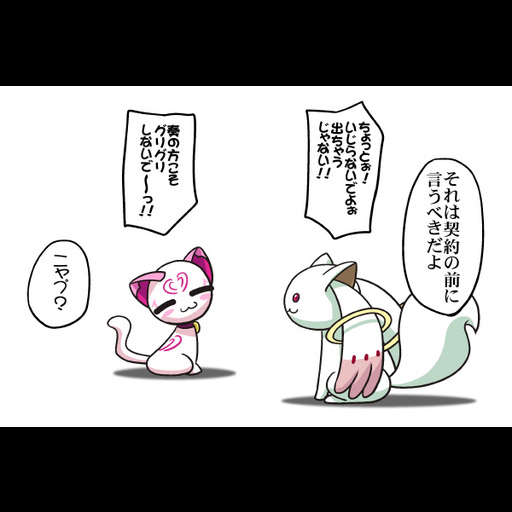 それは契約の前に
言うべきだよ
ちょっとぉ！
いじらないでよぉ
出ちゃう
じゃない！！
奏の方こそ
グリグリ
しないで～っ！！
ニャプ？